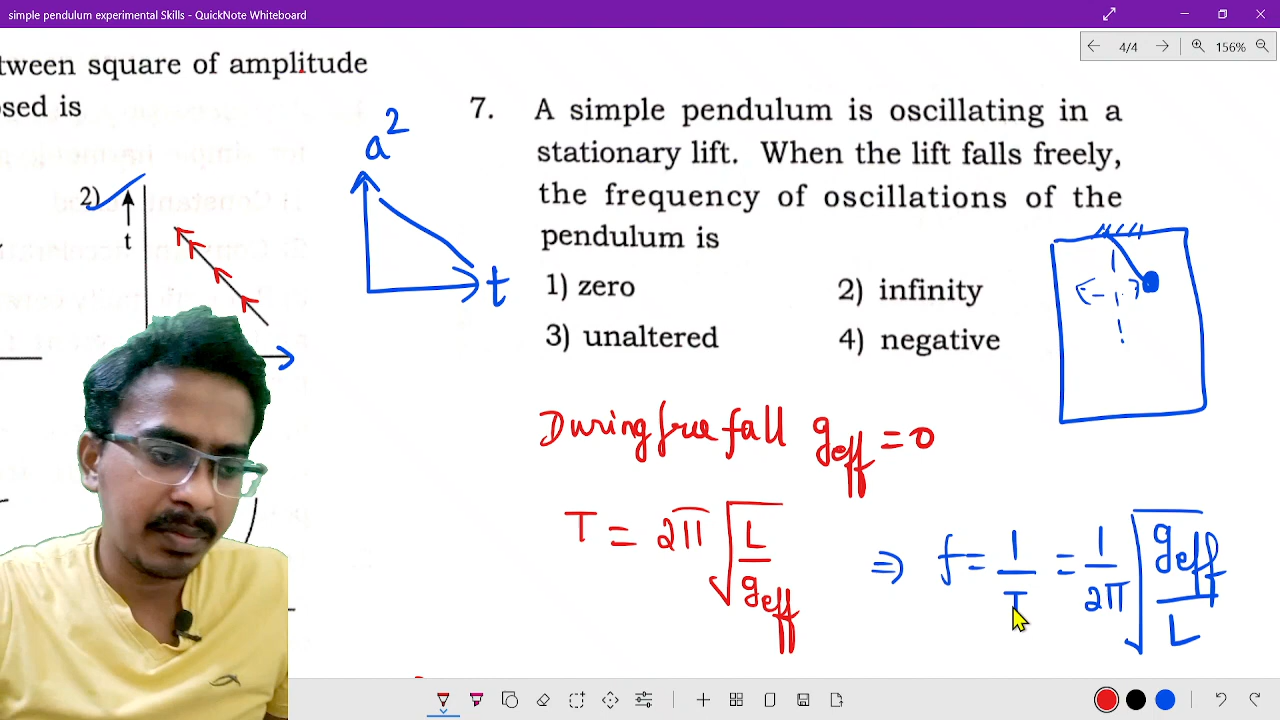 simple pendulum experimental Skills - QuickNote Whiteboard
4/4
156%
tween square of amplitude
sed is
2)
t
a²
t
7. A simple pendulum is oscillating in a
stationary lift. When the lift falls freely,
the frequency of oscillations of the
pendulum is
1) zero 2) infinity
3) unaltered 4) negative
During free fall g_eff = 0
T = 2π √(L/g_eff)
⇒ f = 1/T = 1/2π √(g_eff/L)